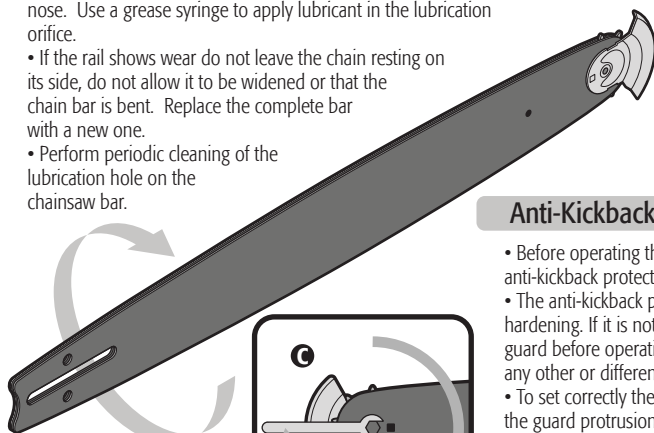 nose. Use a grease syringe to apply lubricant in the lubrication
orifice.
• If the rail shows wear do not leave the chain resting on
its side, do not allow it to be widened or that the
chain bar is bent. Replace the complete bar
with a new one.
• Perform periodic cleaning of the
lubrication hole on the
chainsaw bar.
Anti-Kickback
• Before operating th
anti-kickback protect
• The anti-kickback p
hardening. If it is not
guard before operati
any other or differen
• To set correctly the
the guard protrusion
C